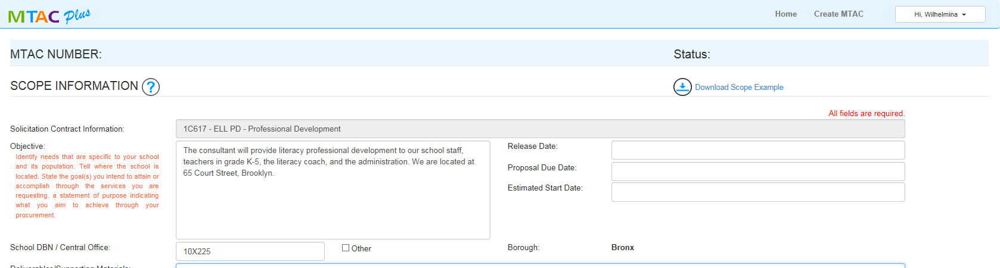 MTAC Plus
Home
Create MTAC
Hi, Wilhelmina
MTAC NUMBER:
Status:
SCOPE INFORMATION ?
Download Scope Example
All fields are required.
Solicitation Contract Information:
1C617 - ELL PD - Professional Development
Objective:
Identify needs that are specific to your school
and its population. Tell where the school is
located. State the goal(s) you intend to attain or
accomplish through the services you are
requesting, a statement of purpose indicating
what you aim to achieve through your
procurement.
The consultant will provide literacy professional development to our school staff,
teachers in grade K-5, the literacy coach, and the administration. We are located at
65 Court Street, Brooklyn.
Release Date:
Proposal Due Date:
Estimated Start Date:
School DBN / Central Office:
10X225
Other
Borough:
Bronx
Deliverables/Supporting Materials: